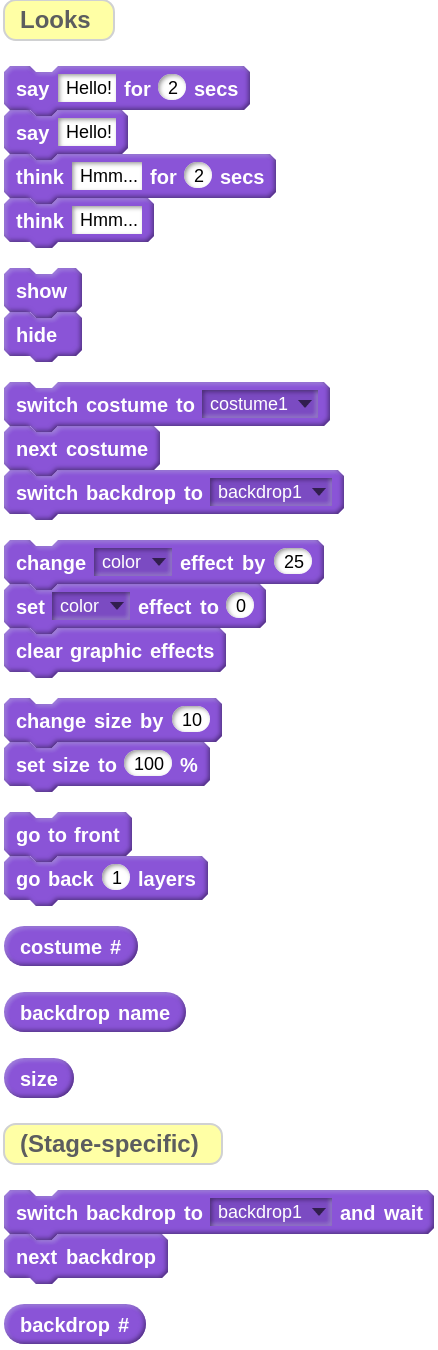 Looks
say Hello! for 2 secs
say Hello!
think Hmm... for 2 secs
think Hmm...
show
hide
switch costume to costume1
next costume
switch backdrop to backdrop1
change color effect by 25
set color effect to 0
clear graphic effects
change size by 10
set size to 100 %
go to front
go back 1 layers
costume #
backdrop name
size
(Stage-specific)
switch backdrop to backdrop1 and wait
next backdrop
backdrop #